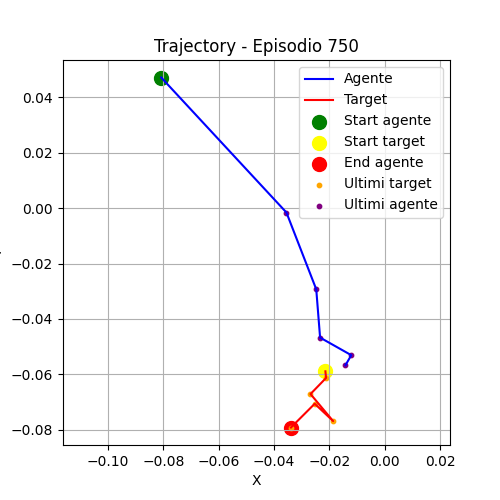 Trajectory - Episodio 750
Agente
Target
Start agente
Start target
End agente
Ultimi target
Ultimi agente
0.04
0.02
0.00
−0.02
−0.04
−0.06
−0.08
−0.10
−0.08
−0.06
−0.04
−0.02
0.00
0.02
X